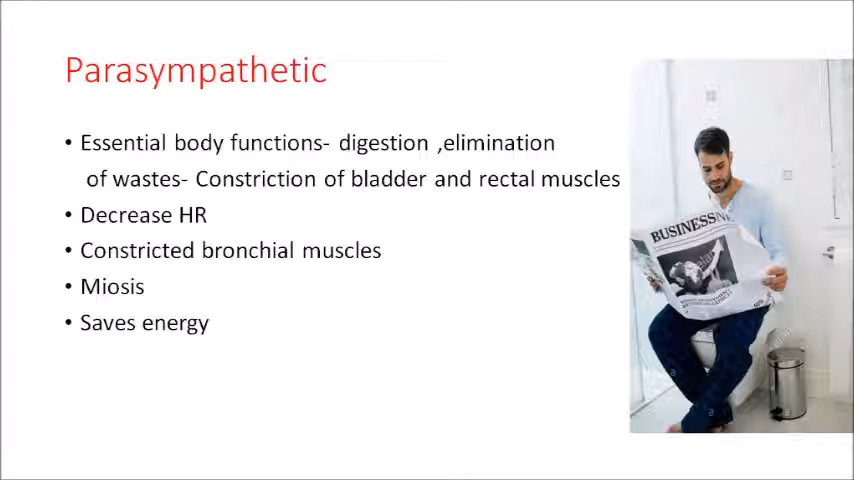 Parasympathetic
• Essential body functions- digestion ,elimination
of wastes- Constriction of bladder and rectal muscles
• Decrease HR
• Constricted bronchial muscles
• Miosis
• Saves energy
BUSINESS
a
a